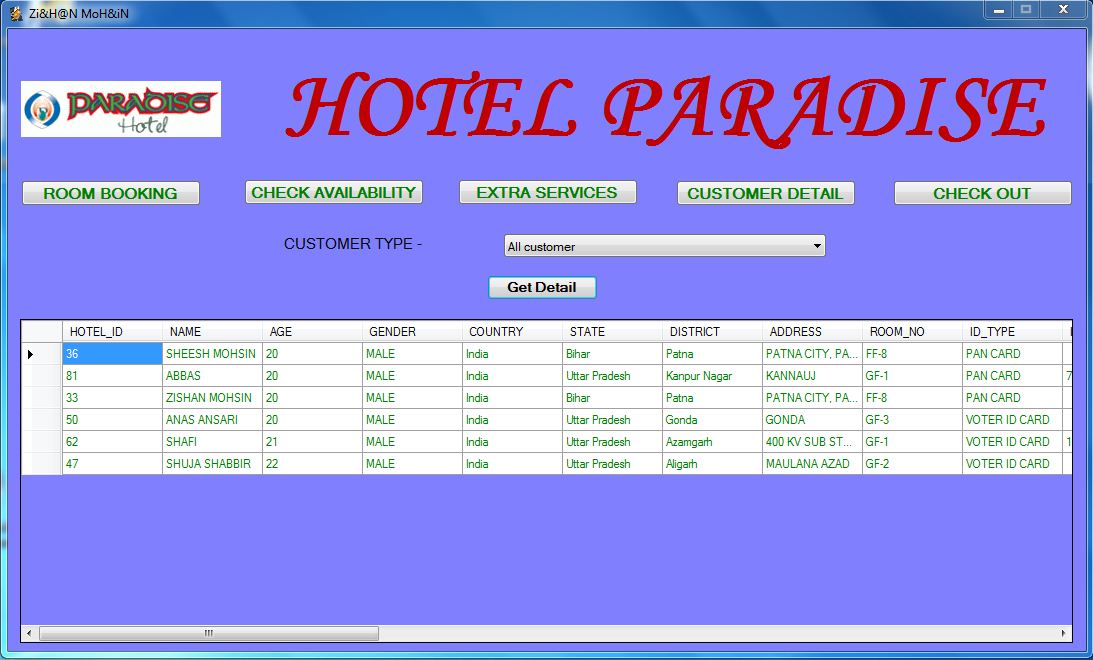 Zi&H@N MoH&iN
PARADISE
Hotel
HOTEL PARADISE
ROOM BOOKING CHECK AVAILABILITY EXTRA SERVICES CUSTOMER DETAIL CHECK OUT
CUSTOMER TYPE - All customer
Get Detail
HOTEL_ID NAME AGE GENDER COUNTRY STATE DISTRICT ADDRESS ROOM_NO ID_TYPE
36 SHEESH MOHSIN 20 MALE India Bihar Patna PATNA CITY, PA... FF-8 PAN CARD
81 ABBAS 20 MALE India Uttar Pradesh Kanpur Nagar KANNAUJ GF-1 PAN CARD 7
33 ZISHAN MOHSIN 20 MALE India Bihar Patna PATNA CITY, PA... FF-8 PAN CARD
50 ANAS ANSARI 20 MALE India Uttar Pradesh Gonda GONDA GF-3 VOTER ID CARD
62 SHAFI 21 MALE India Uttar Pradesh Azamgarh 400 KV SUB ST... GF-1 VOTER ID CARD 1
47 SHUJA SHABBIR 22 MALE India Uttar Pradesh Aligarh MAULANA AZAD GF-2 VOTER ID CARD